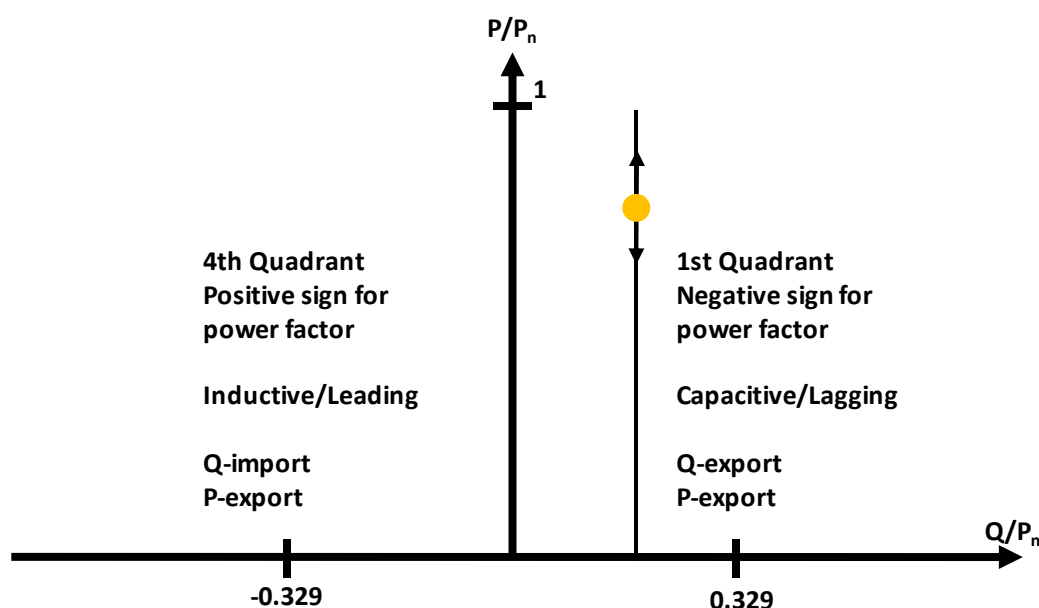 P/Pn
1
4th Quadrant
Positive sign for
power factor
Inductive/Leading
Q-import
P-export
1st Quadrant
Negative sign for
power factor
Capacitive/Lagging
Q-export
P-export
Q/Pn
-0.329
0.329